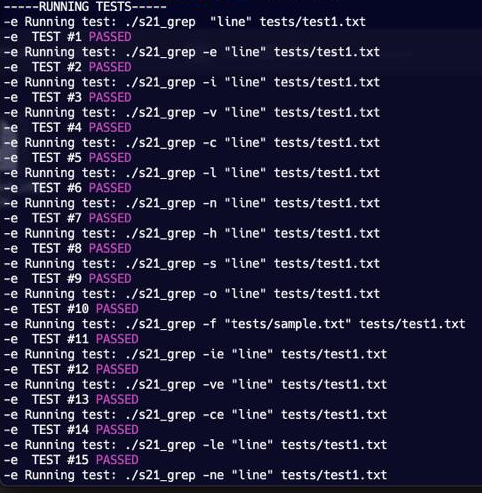 -----RUNNING TESTS-----
-e Running test: ./s21_grep  "line" tests/test1.txt
-e  TEST #1 PASSED
-e Running test: ./s21_grep -e "line" tests/test1.txt
-e  TEST #2 PASSED
-e Running test: ./s21_grep -i "line" tests/test1.txt
-e  TEST #3 PASSED
-e Running test: ./s21_grep -v "line" tests/test1.txt
-e  TEST #4 PASSED
-e Running test: ./s21_grep -c "line" tests/test1.txt
-e  TEST #5 PASSED
-e Running test: ./s21_grep -l "line" tests/test1.txt
-e  TEST #6 PASSED
-e Running test: ./s21_grep -n "line" tests/test1.txt
-e  TEST #7 PASSED
-e Running test: ./s21_grep -h "line" tests/test1.txt
-e  TEST #8 PASSED
-e Running test: ./s21_grep -s "line" tests/test1.txt
-e  TEST #9 PASSED
-e Running test: ./s21_grep -o "line" tests/test1.txt
-e  TEST #10 PASSED
-e Running test: ./s21_grep -f "tests/sample.txt" tests/test1.txt
-e  TEST #11 PASSED
-e Running test: ./s21_grep -ie "line" tests/test1.txt
-e  TEST #12 PASSED
-e Running test: ./s21_grep -ve "line" tests/test1.txt
-e  TEST #13 PASSED
-e Running test: ./s21_grep -ce "line" tests/test1.txt
-e  TEST #14 PASSED
-e Running test: ./s21_grep -le "line" tests/test1.txt
-e  TEST #15 PASSED
-e Running test: ./s21_grep -ne "line" tests/test1.txt